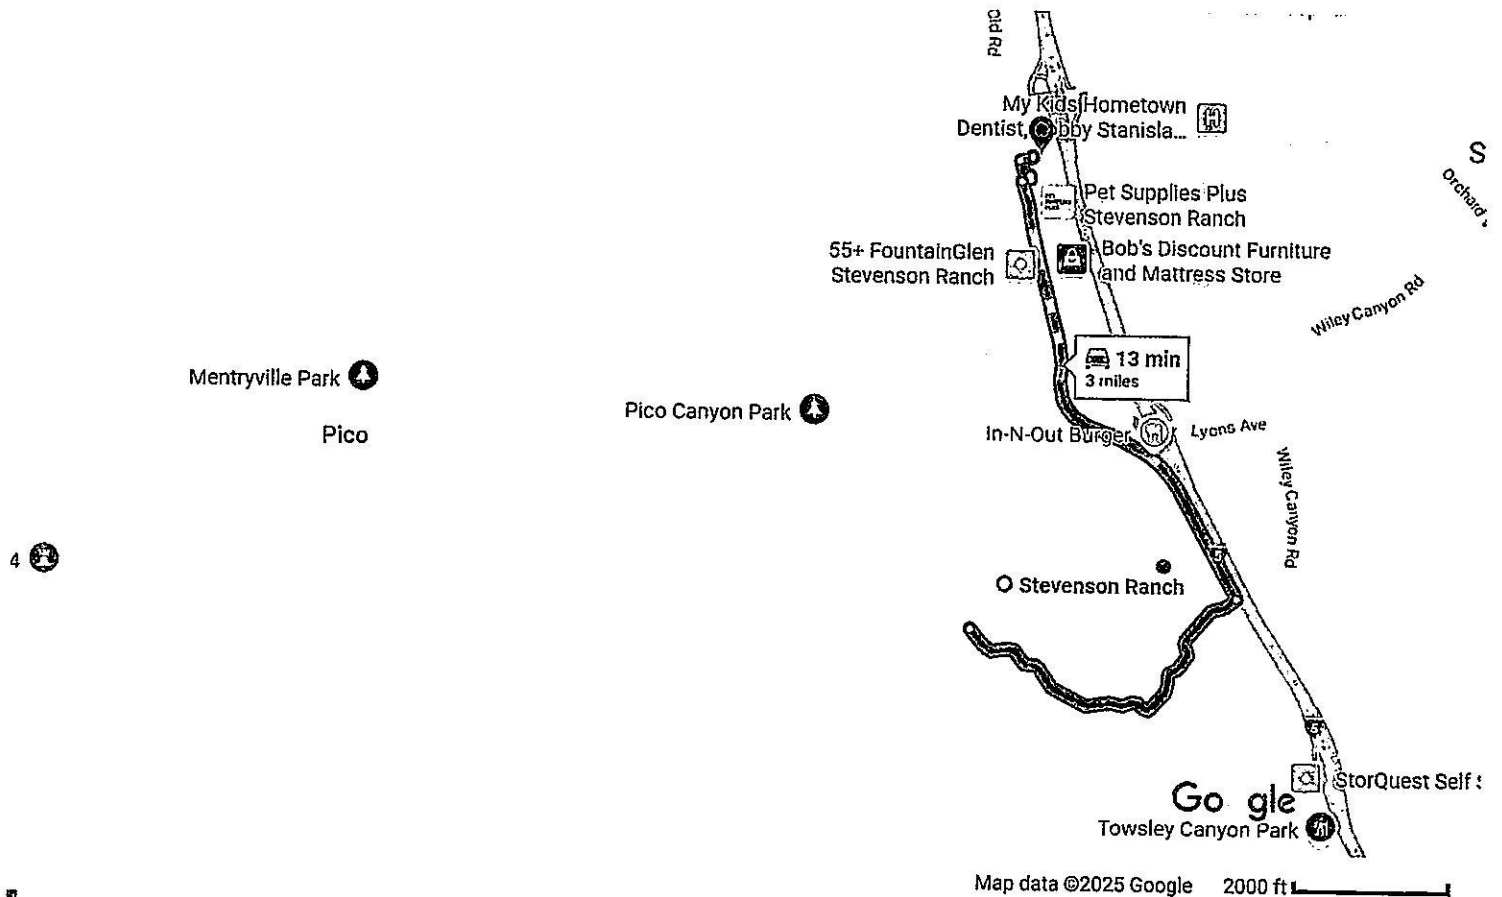 Old Rd
My Kids Hometown
Dentist, Bobby Stanisla...
S
Orchard
Pet Supplies Plus
Stevenson Ranch
55+ FountainGlen
Stevenson Ranch
Bob's Discount Furniture
and Mattress Store
Wiley Canyon Rd
13 min
3 miles
Mentryville Park
Pico Canyon Park
Pico
In-N-Out Burger
Lyons Ave
Wiley Canyon Rd
4
Stevenson Ranch
5
StorQuest Self S
Google
Towsley Canyon Park
Map data ©2025 Google
2000 ft